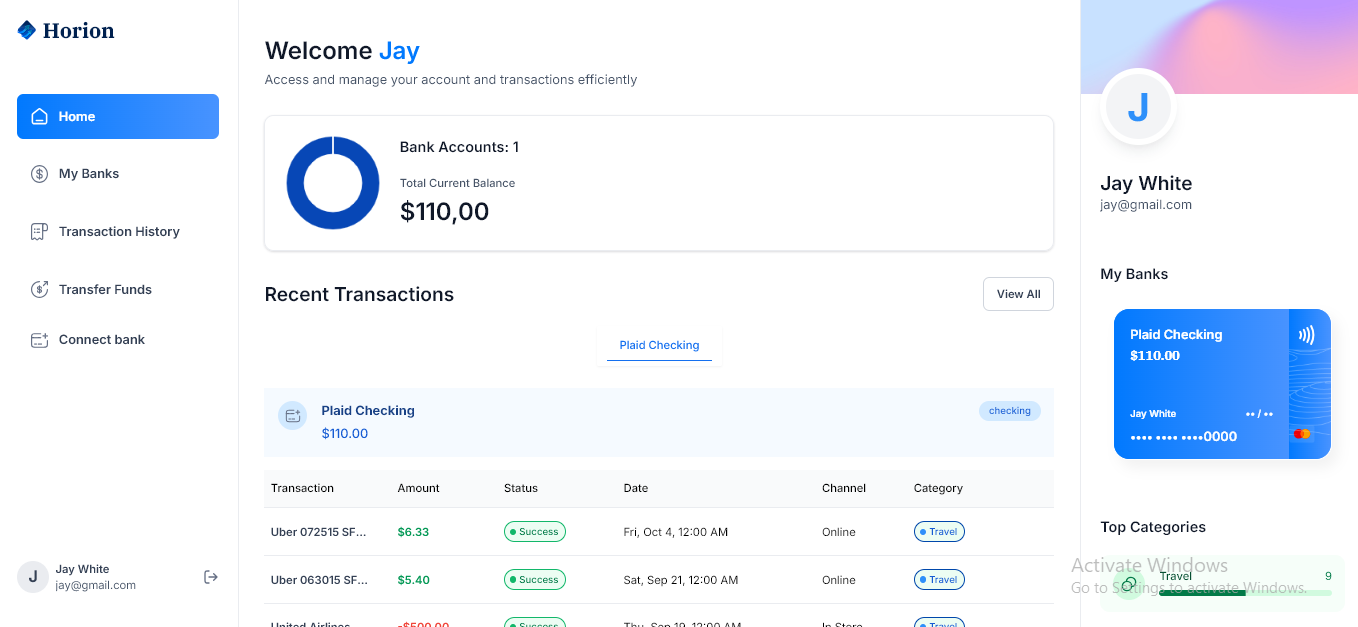 Horion
Home
My Banks
Transaction History
Transfer Funds
Connect bank
J
Jay White
jay@gmail.com
Welcome Jay
Access and manage your account and transactions efficiently
Bank Accounts: 1
Total Current Balance
$110,00
Recent Transactions
View All
Plaid Checking
Plaid Checking
$110.00
checking
Transaction Amount Status Date Channel Category
Uber 072515 SF... $6.33 Success Fri, Oct 4, 12:00 AM Online Travel
Uber 063015 SF... $5.40 Success Sat, Sep 21, 12:00 AM Online Travel
United Airlines -$500.00 Success Thu, Sep 19, 12:00 AM In Store Travel
J
Jay White
jay@gmail.com
My Banks
Plaid Checking
$110.00
Jay White •• / ••
•••• •••• ••••0000
Top Categories
Travel 9
Activate Windows
Go to Settings to activate Windows.